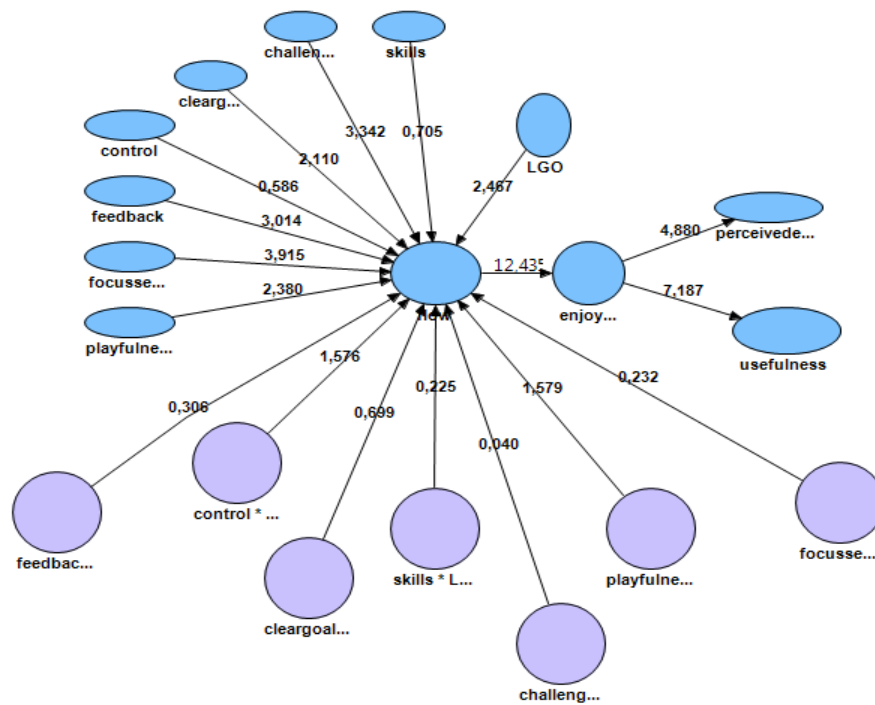 challen...
skills
clearg...
control
3,342
0,705
LGO
2,110
2,467
0,586
feedback
3,014
4,880
perceivede...
focusse...
3,915
12,435
2,380
7,187
playfulne...
enjoy...
usefulness
1,576
0,306
0,699
0,225
1,579
0,232
0,040
control * ...
feedbac...
skills * L...
playfulne...
focusse...
cleargoal...
challeng...